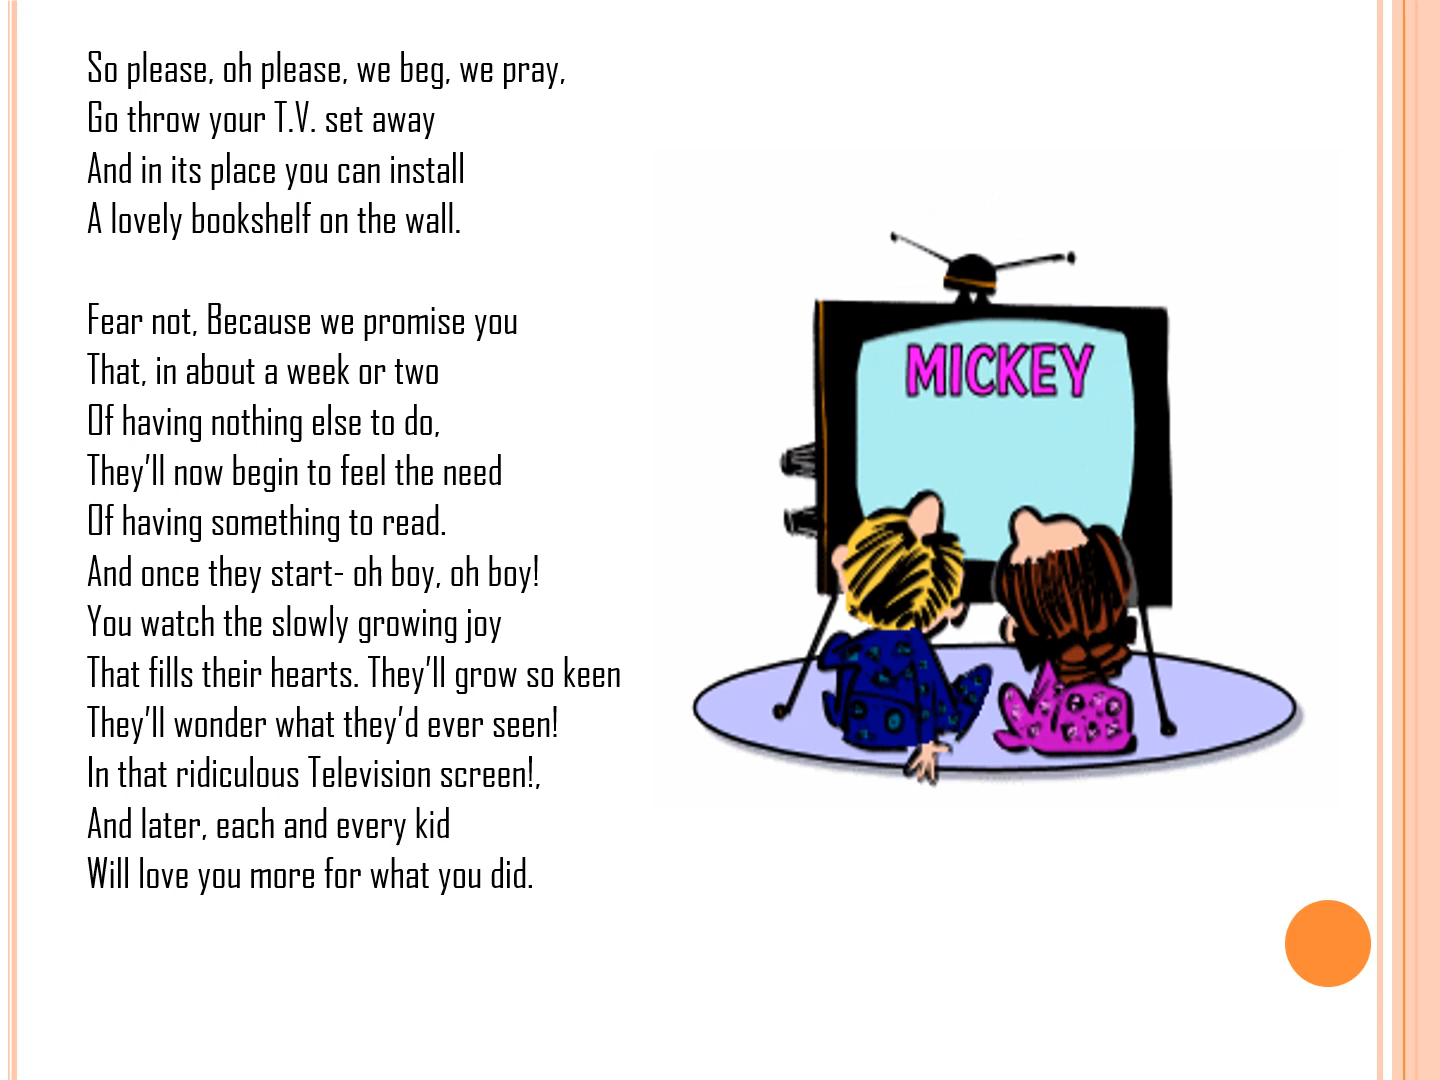 So please, oh please, we beg, we pray,
Go throw your T.V. set away
And in its place you can install
A lovely bookshelf on the wall.
Fear not, Because we promise you
That, in about a week or two
Of having nothing else to do,
They'll now begin to feel the need
Of having something to read.
And once they start- oh boy, oh boy!
You watch the slowly growing joy
That fills their hearts. They'll grow so keen
They'll wonder what they'd ever seen!
In that ridiculous Television screen!,
And later, each and every kid
Will love you more for what you did.
MICKEY